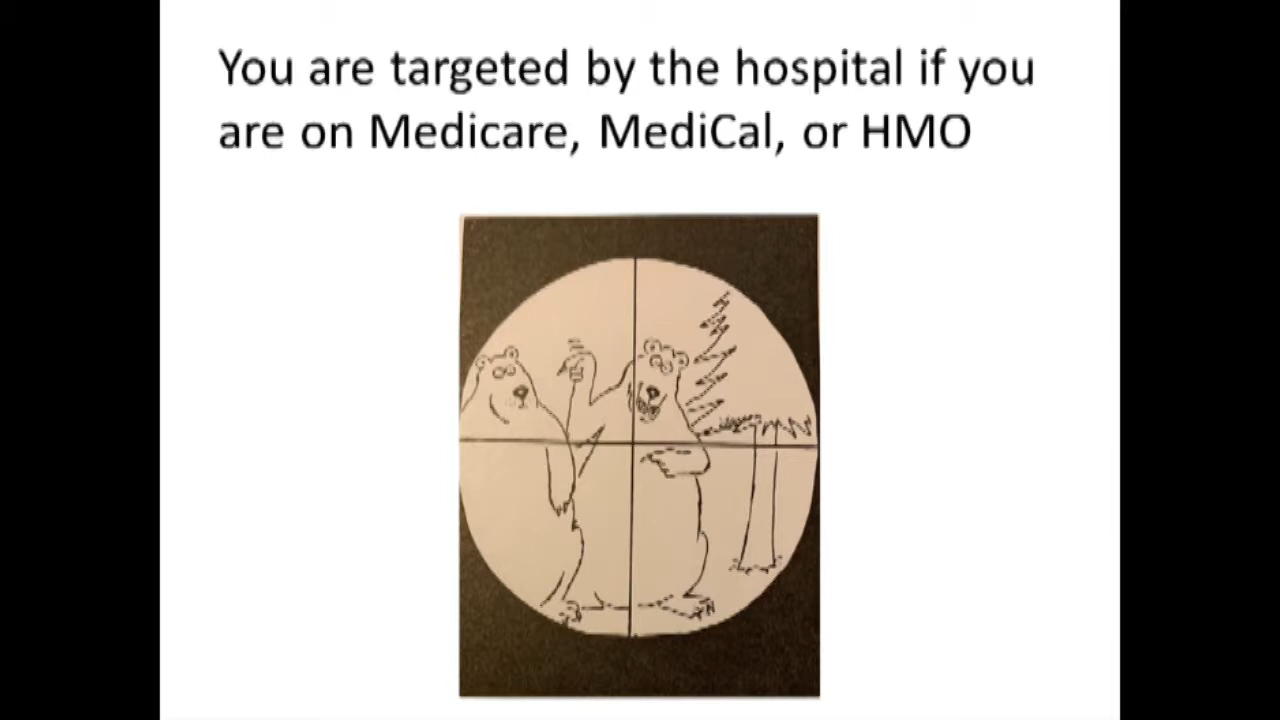 You are targeted by the hospital if you
are on Medicare, MediCal, or HMO